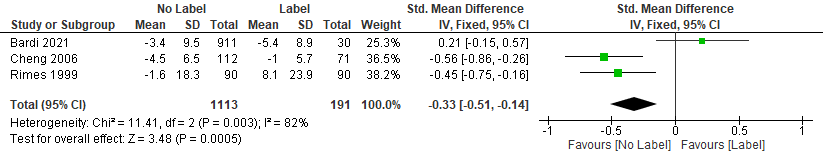 No Label Label Std. Mean Difference Std. Mean Difference
Study or Subgroup Mean SD Total Mean SD Total Weight IV, Fixed, 95% CI IV, Fixed, 95% CI
Bardi 2021 -3.4 9.5 911 -5.4 8.9 30 25.3% 0.21 [-0.15, 0.57]
Cheng 2006 -4.5 6.5 112 -1 5.7 71 36.5% -0.56 [-0.86, -0.26]
Rimes 1999 -1.6 18.3 90 8.1 23.9 90 38.2% -0.45 [-0.75, -0.16]
Total (95% CI) 1113 191 100.0% -0.33 [-0.51, -0.14]
Heterogeneity: Chi² = 11.41, df = 2 (P = 0.003); I² = 82%
Test for overall effect: Z = 3.48 (P = 0.0005)
-1 -0.5 0 0.5 1
Favours [No Label] Favours [Label]